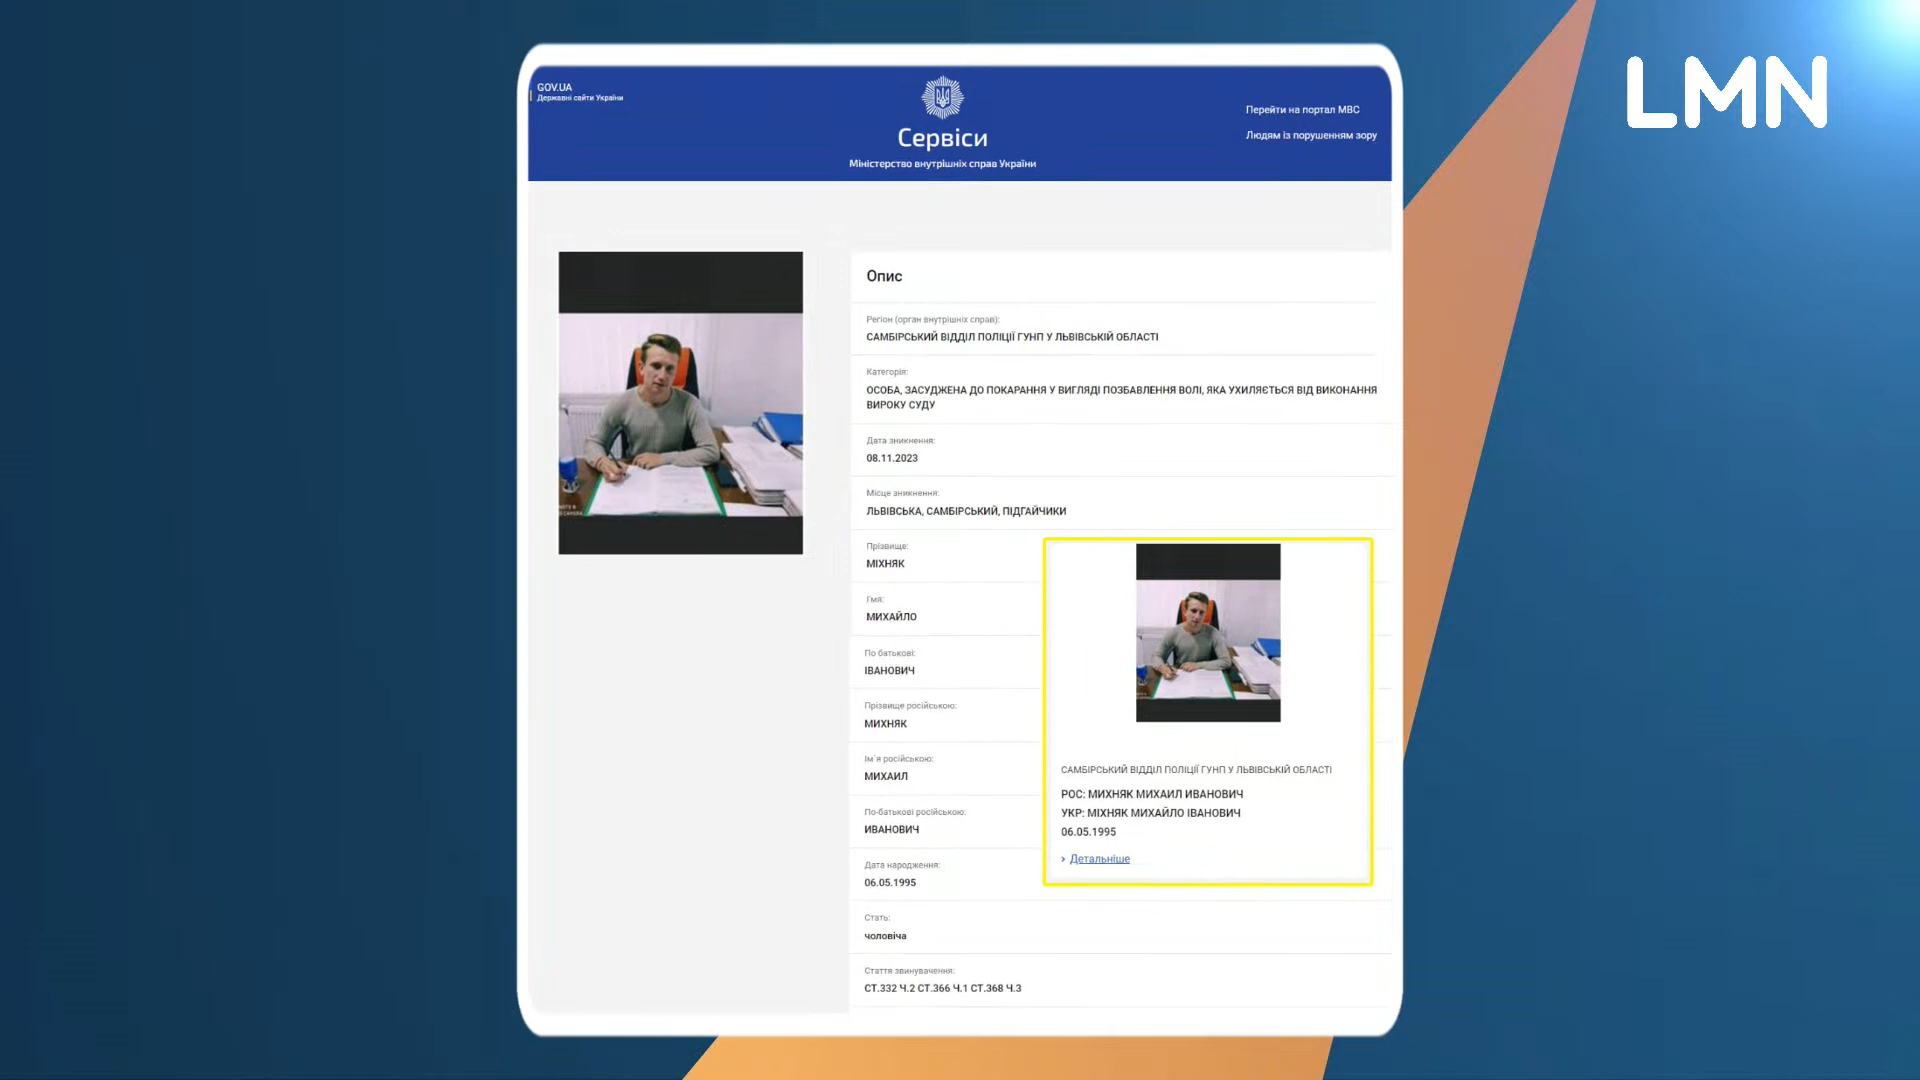 LMN
GOV.UA
Державні сайти України
Сервіси
Міністерство внутрішніх справ України
Перейти на портал МВС
Людям із порушенням зору
Опис
Регіон (орган внутрішніх справ):
САМБІРСЬКИЙ ВІДДІЛ ПОЛІЦІЇ ГУНП У ЛЬВІВСЬКІЙ ОБЛАСТІ
Категорія:
ОСОБА, ЗАСУДЖЕНА ДО ПОКАРАННЯ У ВИГЛЯДІ ПОЗБАВЛЕННЯ ВОЛІ, ЯКА УХИЛЯЄТЬСЯ ВІД ВИКОНАННЯ
ВИРОКУ СУДУ
Дата зникнення:
08.11.2023
Місце зникнення:
ЛЬВІВСЬКА, САМБІРСЬКИЙ, ПІДГАЙЧИКИ
Прізвище:
МІХНЯК
МИХАЙЛО
По батькові:
ІВАНОВИЧ
Прізвище російською:
МИХНЯК
Ім`я російською:
МИХАИЛ
По-батькові російською:
ИВАНОВИЧ
Дата народження:
06.05.1995
Стать:
чоловіча
Стаття звинувачення:
СТ.332 Ч.2 СТ.366 Ч.1 СТ.368 Ч.3
САМБІРСЬКИЙ ВІДДІЛ ПОЛІЦІЇ ГУНП У ЛЬВІВСЬКІЙ ОБЛАСТІ
РОС: МИХНЯК МИХАИЛ ИВАНОВИЧ
УКР: МІХНЯК МИХАЙЛО ІВАНОВИЧ
06.05.1995
› Детальніше